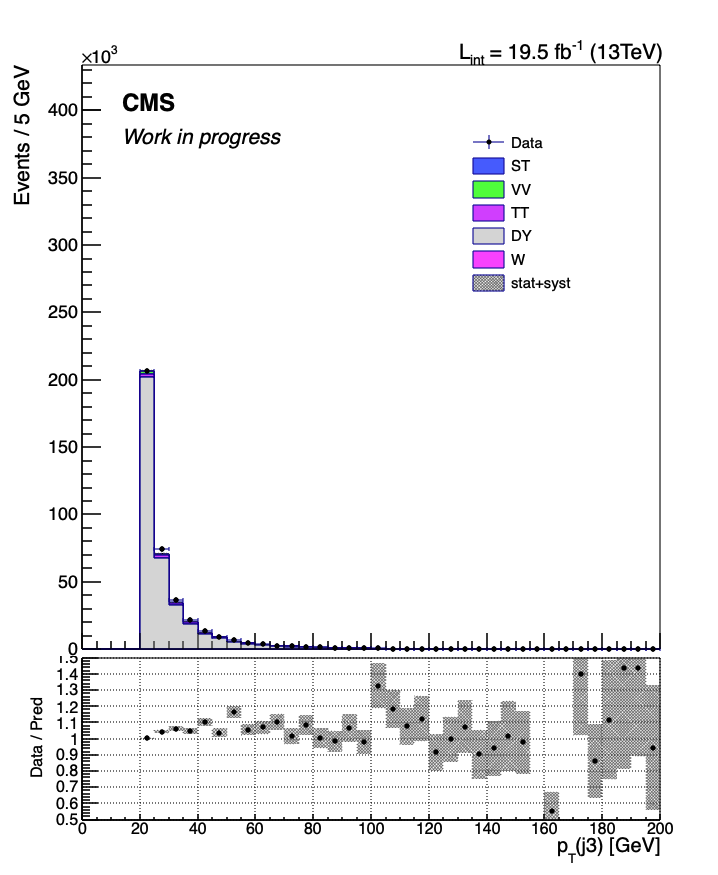 ×10³
L_int = 19.5 fb⁻¹ (13TeV)
Events / 5 GeV
CMS
Work in progress
Data
ST
VV
TT
DY
W
stat+syst
400
350
300
250
200
150
100
50
0
Data / Pred
1.5
1.4
1.3
1.2
1.1
1
0.9
0.8
0.7
0.6
0.5
0 20 40 60 80 100 120 140 160 180 200
p_T(j3) [GeV]